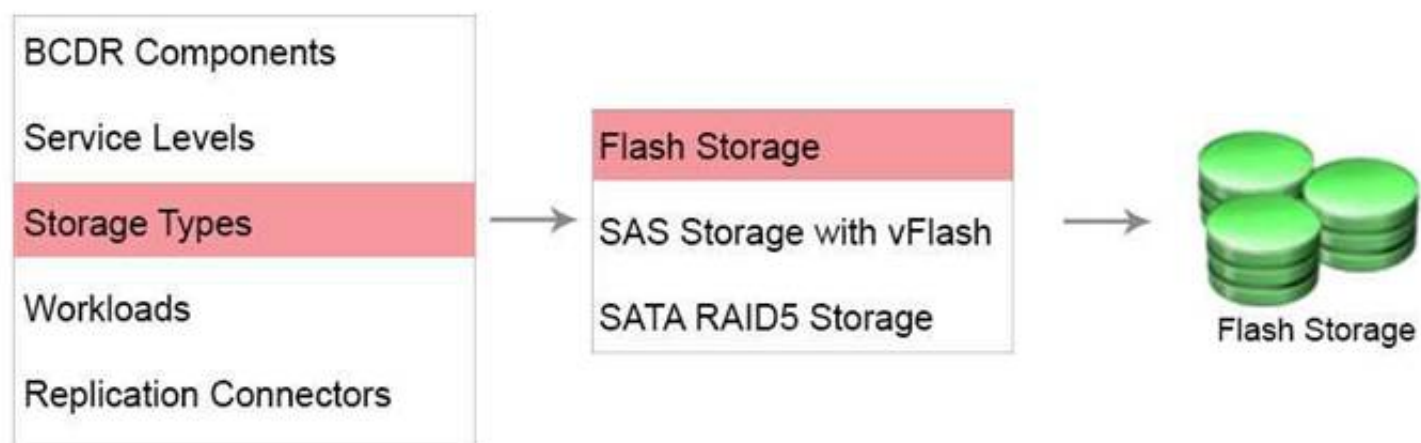 BCDR Components
Service Levels
Storage Types
Workloads
Replication Connectors
Flash Storage
SAS Storage with vFlash
SATA RAID5 Storage
Flash Storage